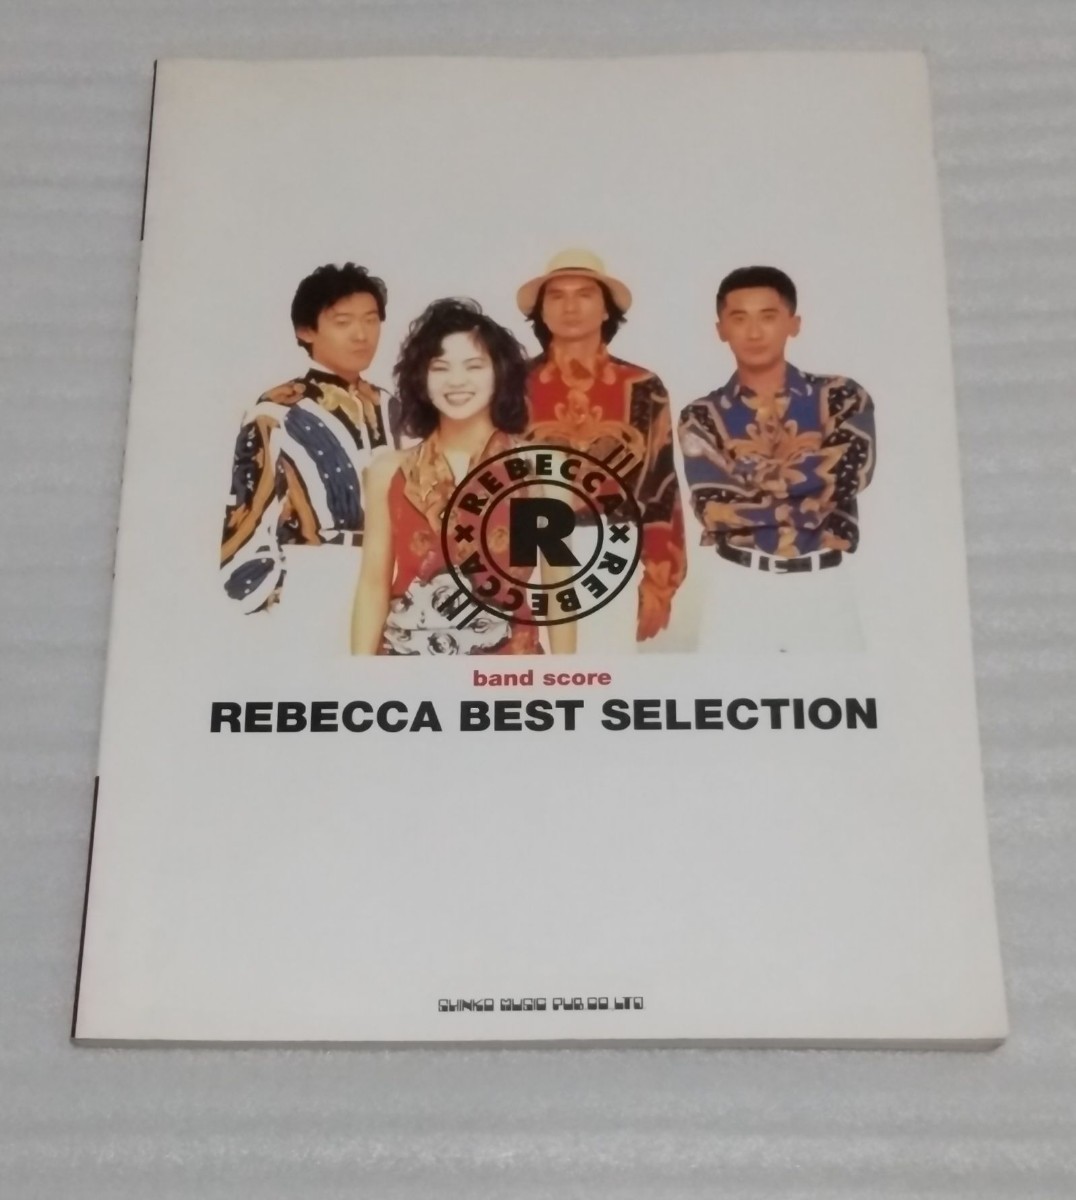 REBECCA × REBECCA ×
R
band score
REBECCA BEST SELECTION
SHINKO MUSIC PUB.CO.,LTD.